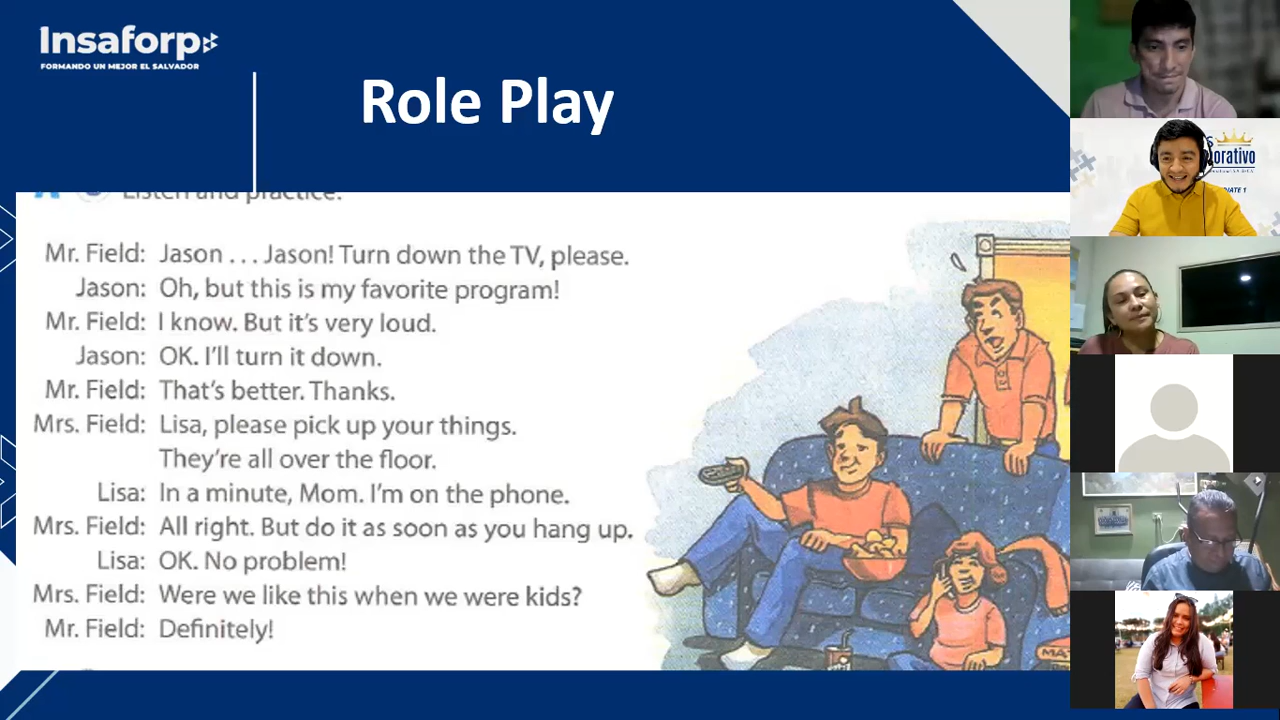 Insaforp
FORMANDO UN MEJOR EL SALVADOR
Role Play
Listen and practice.
Mr. Field: Jason . . . Jason! Turn down the TV, please.
Jason: Oh, but this is my favorite program!
Mr. Field: I know. But it's very loud.
Jason: OK. I'll turn it down.
Mr. Field: That's better. Thanks.
Mrs. Field: Lisa, please pick up your things.
They're all over the floor.
Lisa: In a minute, Mom. I'm on the phone.
Mrs. Field: All right. But do it as soon as you hang up.
Lisa: OK. No problem!
Mrs. Field: Were we like this when we were kids?
Mr. Field: Definitely!